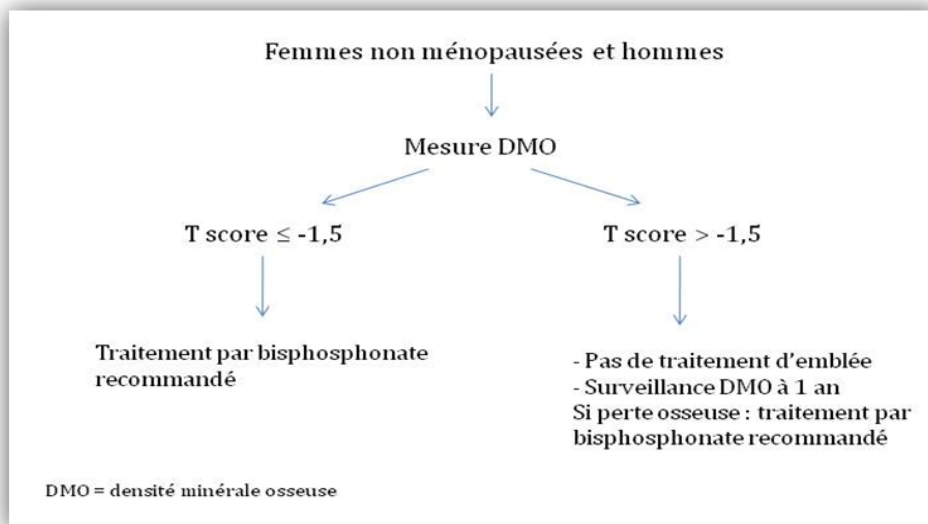 Femmes non ménopausées et hommes
Mesure DMO
T score ≤ -1,5
T score > -1,5
Traitement par bisphosphonate
recommandé
- Pas de traitement d'emblée
- Surveillance DMO à 1 an
Si perte osseuse : traitement par
bisphosphonate recommandé
DMO = densité minérale osseuse